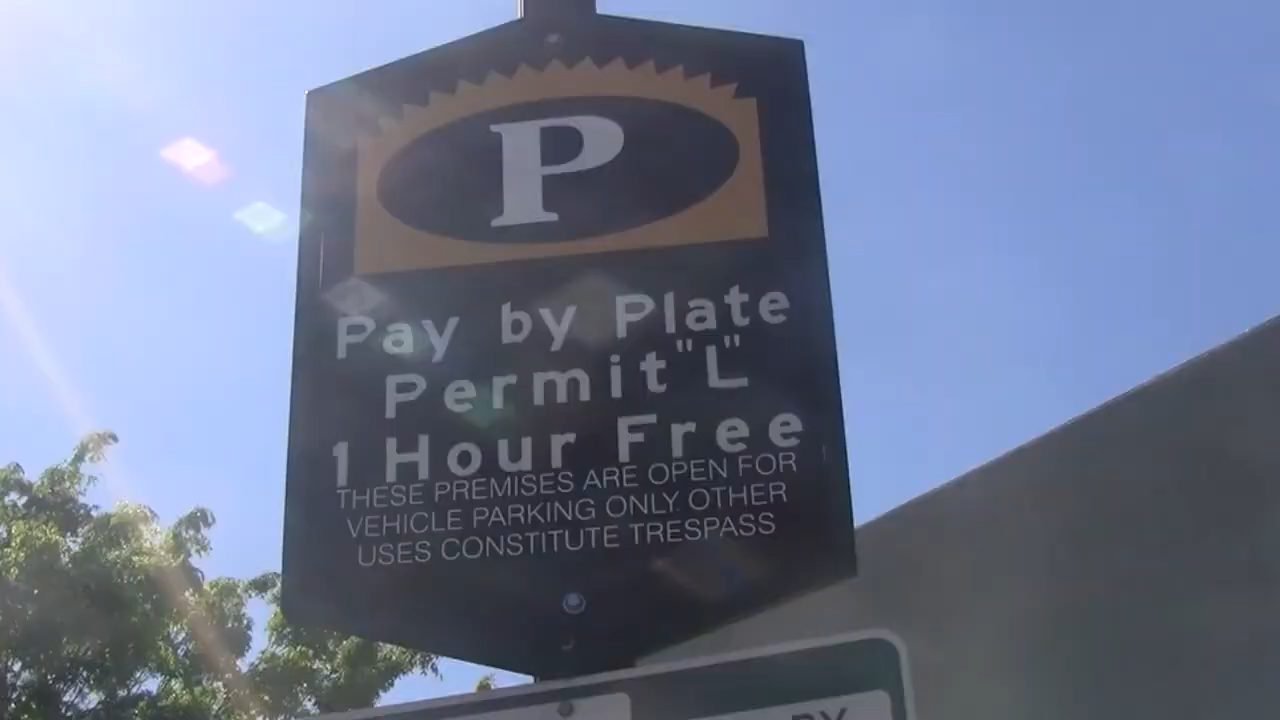 P
Pay by Plate
Permit "L"
1 Hour Free
THESE PREMISES ARE OPEN FOR
VEHICLE PARKING ONLY. OTHER
USES CONSTITUTE TRESPASS
BY